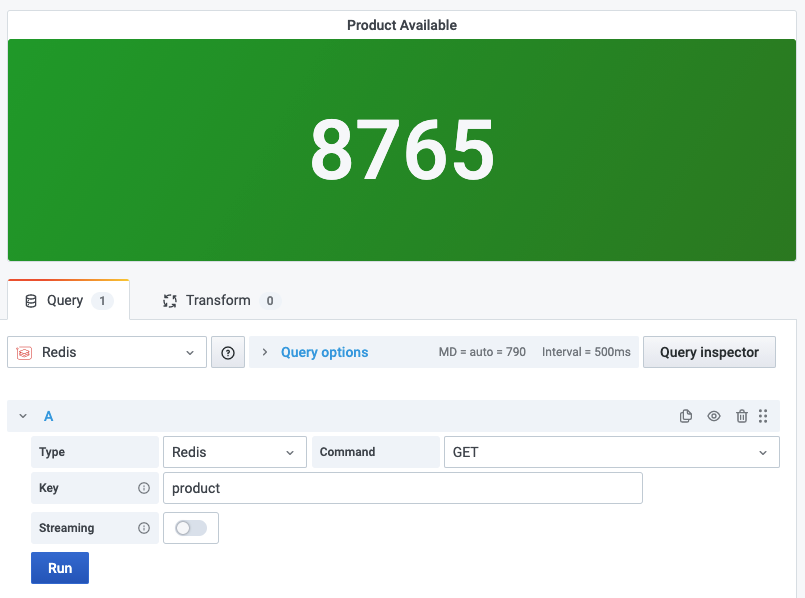 Product Available
8765
Query 1 Transform 0
Redis Query options MD = auto = 790 Interval = 500ms Query inspector
A
Type Redis Command GET
Key product
Streaming
Run